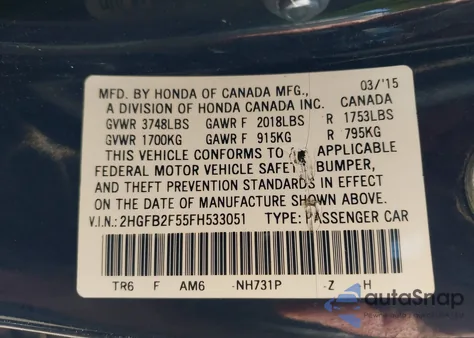 MFD. BY HONDA OF CANADA MFG., 03/'15
A DIVISION OF HONDA CANADA INC. CANADA
GVWR 3748LBS GAWR F 2018LBS R 1753LBS
GVWR 1700KG GAWR F 915KG R 795KG
THIS VEHICLE CONFORMS TO APPLICABLE
FEDERAL MOTOR VEHICLE SAFETY BUMPER,
AND THEFT PREVENTION STANDARDS IN EFFECT
ON THE DATE OF MANUFACTURE SHOWN ABOVE.
V.I.N.: 2HGFB2F55FH533051 TYPE: PASSENGER CAR
TR6 F AM6 -NH731P -Z H
autoSnap